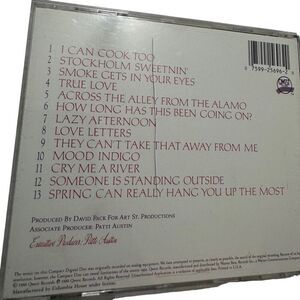 7599-25696-2
1 I CAN COOK TOO
2 STOCKHOLM SWEETNIN'
3 SMOKE GETS IN YOUR EYES
4 TRUE LOVE
5 ACROSS THE ALLEY FROM THE ALAMO
6 HOW LONG HAS THIS BEEN GOING ON?
7 LAZY AFTERNOON
8 LOVE LETTERS
9 THEY CAN'T TAKE THAT AWAY FROM ME
10 MOOD INDIGO
11 CRY ME A RIVER
12 SOMEONE IS STANDING OUTSIDE
13 SPRING CAN REALLY HANG YOU UP THE MOST
PRODUCED BY DAVID PACK FOR ART ST. PRODUCTIONS
ASSOCIATE PRODUCER: PATTI AUSTIN
Executive Producer: Patti Austin